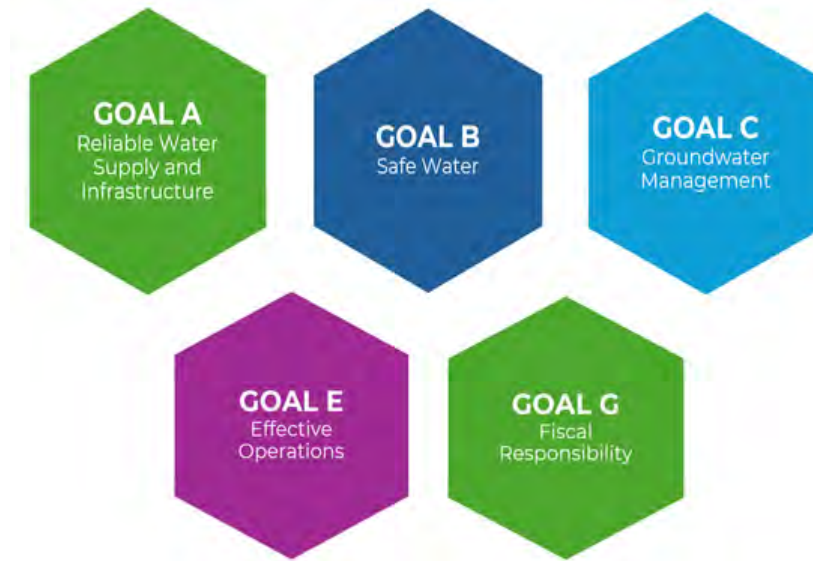 GOAL A
Reliable Water
Supply and
Infrastructure
GOAL B
Safe Water
GOAL C
Groundwater
Management
GOAL E
Effective
Operations
GOAL G
Fiscal
Responsibility